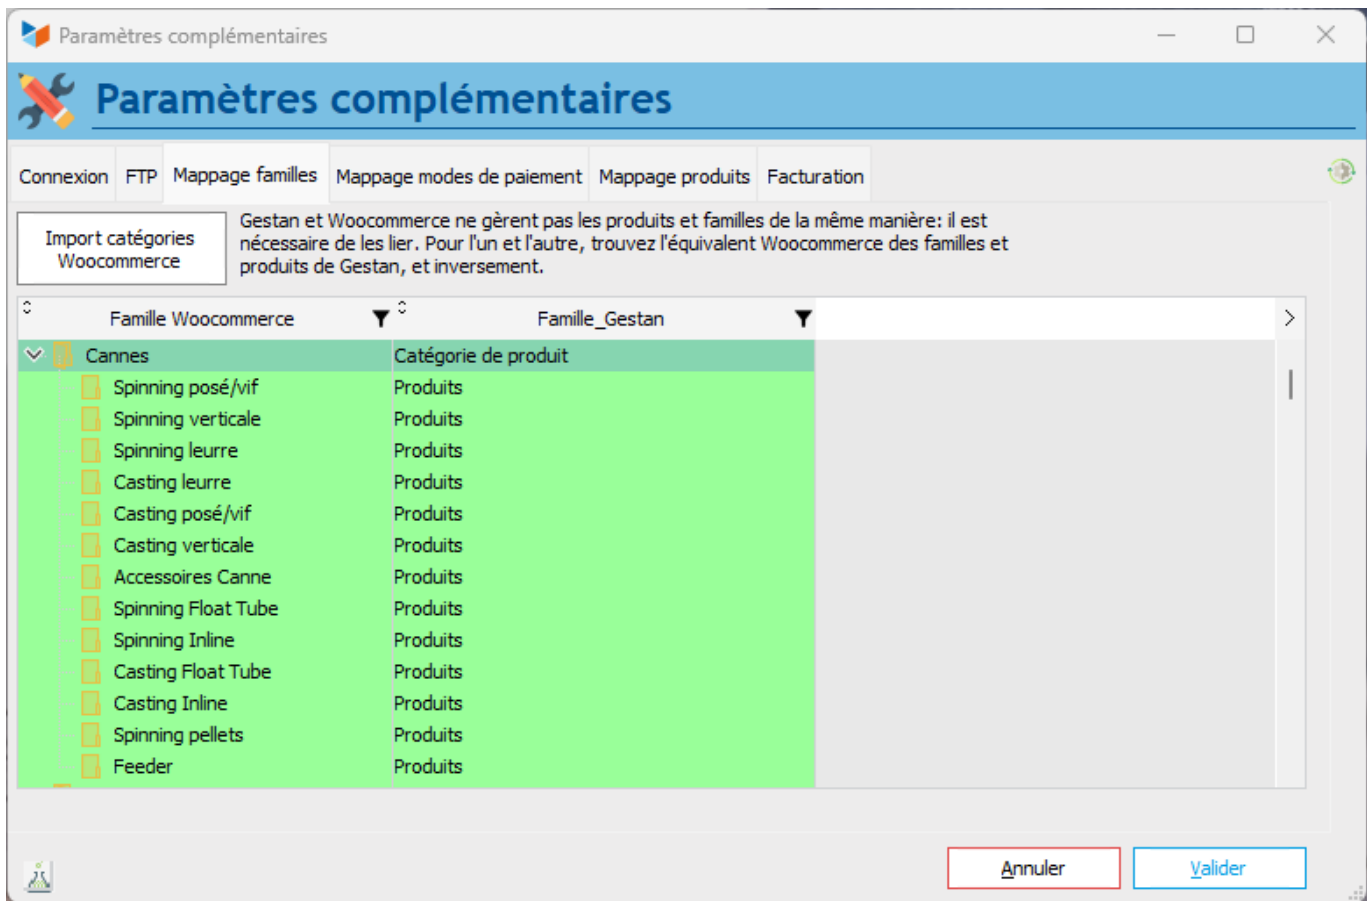 Paramètres complémentaires
Paramètres complémentaires
Connexion FTP Mappage familles Mappage modes de paiement Mappage produits Facturation
Import catégories Woocommerce
Gestan et Woocommerce ne gèrent pas les produits et familles de la même manière: il est
nécessaire de les lier. Pour l'un et l'autre, trouvez l'équivalent Woocommerce des familles et
produits de Gestan, et inversement.
Famille Woocommerce Famille_Gestan
Cannes Catégorie de produit
Spinning posé/vif Produits
Spinning verticale Produits
Spinning leurre Produits
Casting leurre Produits
Casting posé/vif Produits
Casting verticale Produits
Accessoires Canne Produits
Spinning Float Tube Produits
Spinning Inline Produits
Casting Float Tube Produits
Casting Inline Produits
Spinning pellets Produits
Feeder Produits
Annuler Valider